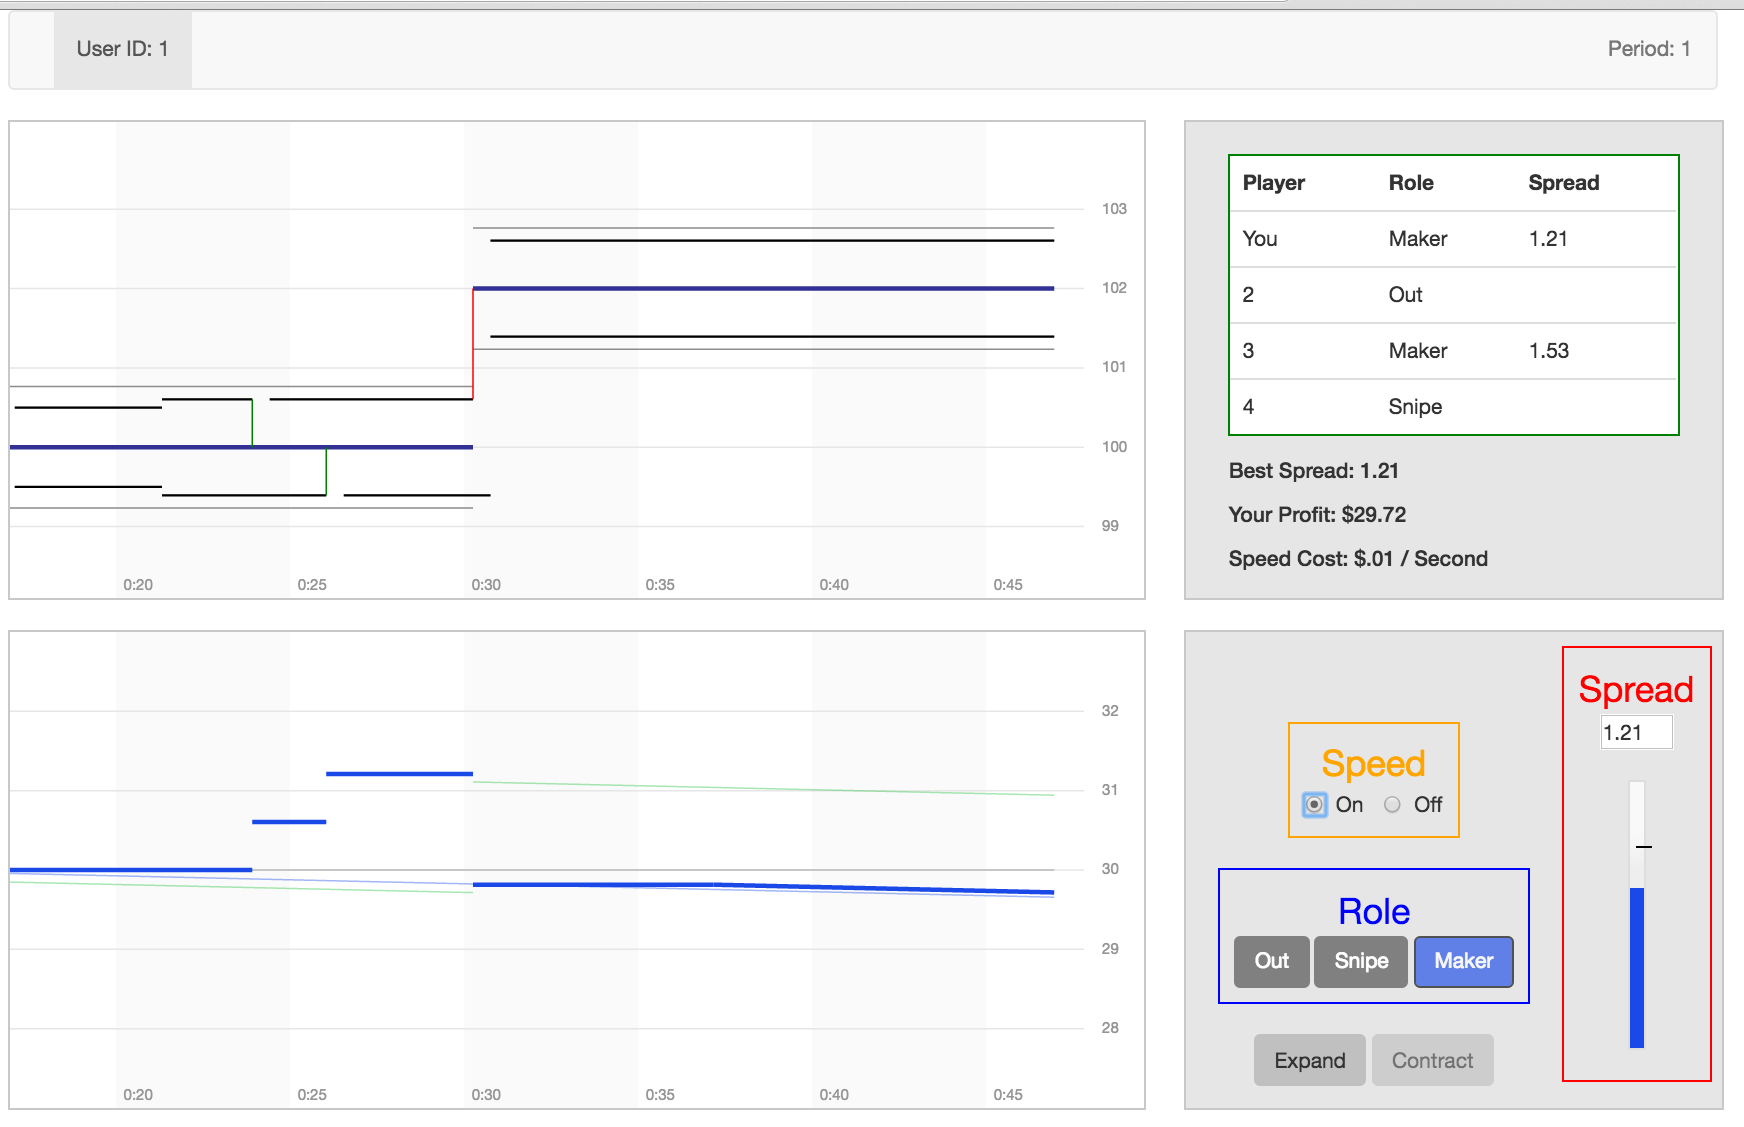 User ID: 1
Period: 1
103
102
101
100
99
0:20 0:25 0:30 0:35 0:40 0:45
Player Role Spread
You Maker 1.21
2 Out
3 Maker 1.53
4 Snipe
Best Spread: 1.21
Your Profit: $29.72
Speed Cost: $.01 / Second
32
31
30
29
28
0:20 0:25 0:30 0:35 0:40 0:45
Speed
On Off
Role
Out Snipe Maker
Expand Contract
Spread
1.21